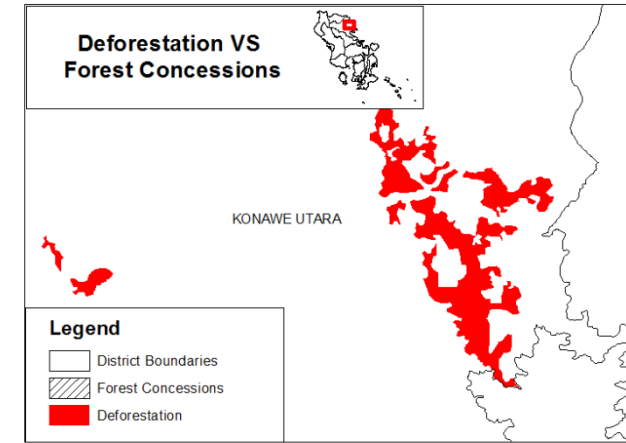 Deforestation VS
Forest Concessions
KONAWE UTARA
Legend
District Boundaries
Forest Concessions
Deforestation